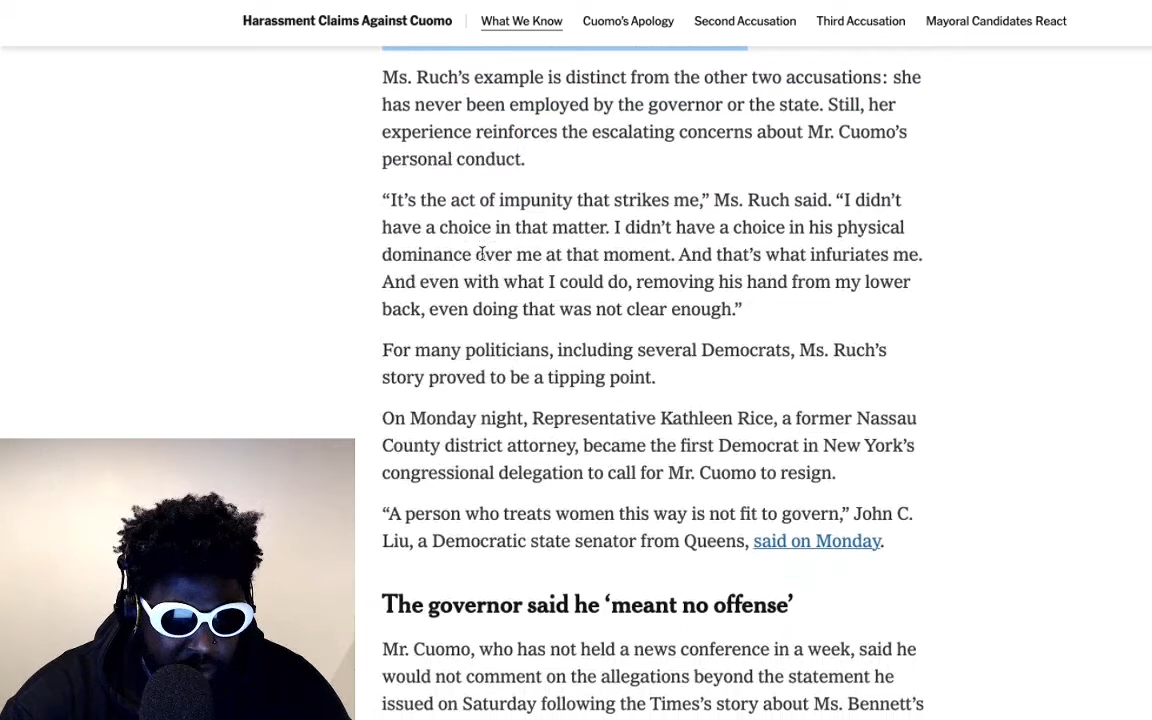 Harassment Claims Against Cuomo | What We Know Cuomo’s Apology Second Accusation Third Accusation Mayoral Candidates React
Ms. Ruch’s example is distinct from the other two accusations: she
has never been employed by the governor or the state. Still, her
experience reinforces the escalating concerns about Mr. Cuomo’s
personal conduct.
“It’s the act of impunity that strikes me,” Ms. Ruch said. “I didn’t
have a choice in that matter. I didn’t have a choice in his physical
dominance over me at that moment. And that’s what infuriates me.
And even with what I could do, removing his hand from my lower
back, even doing that was not clear enough.”
For many politicians, including several Democrats, Ms. Ruch’s
story proved to be a tipping point.
On Monday night, Representative Kathleen Rice, a former Nassau
County district attorney, became the first Democrat in New York’s
congressional delegation to call for Mr. Cuomo to resign.
“A person who treats women this way is not fit to govern,” John C.
Liu, a Democratic state senator from Queens, said on Monday.
The governor said he ‘meant no offense’
Mr. Cuomo, who has not held a news conference in a week, said he
would not comment on the allegations beyond the statement he
issued on Saturday following the Times’s story about Ms. Bennett’s